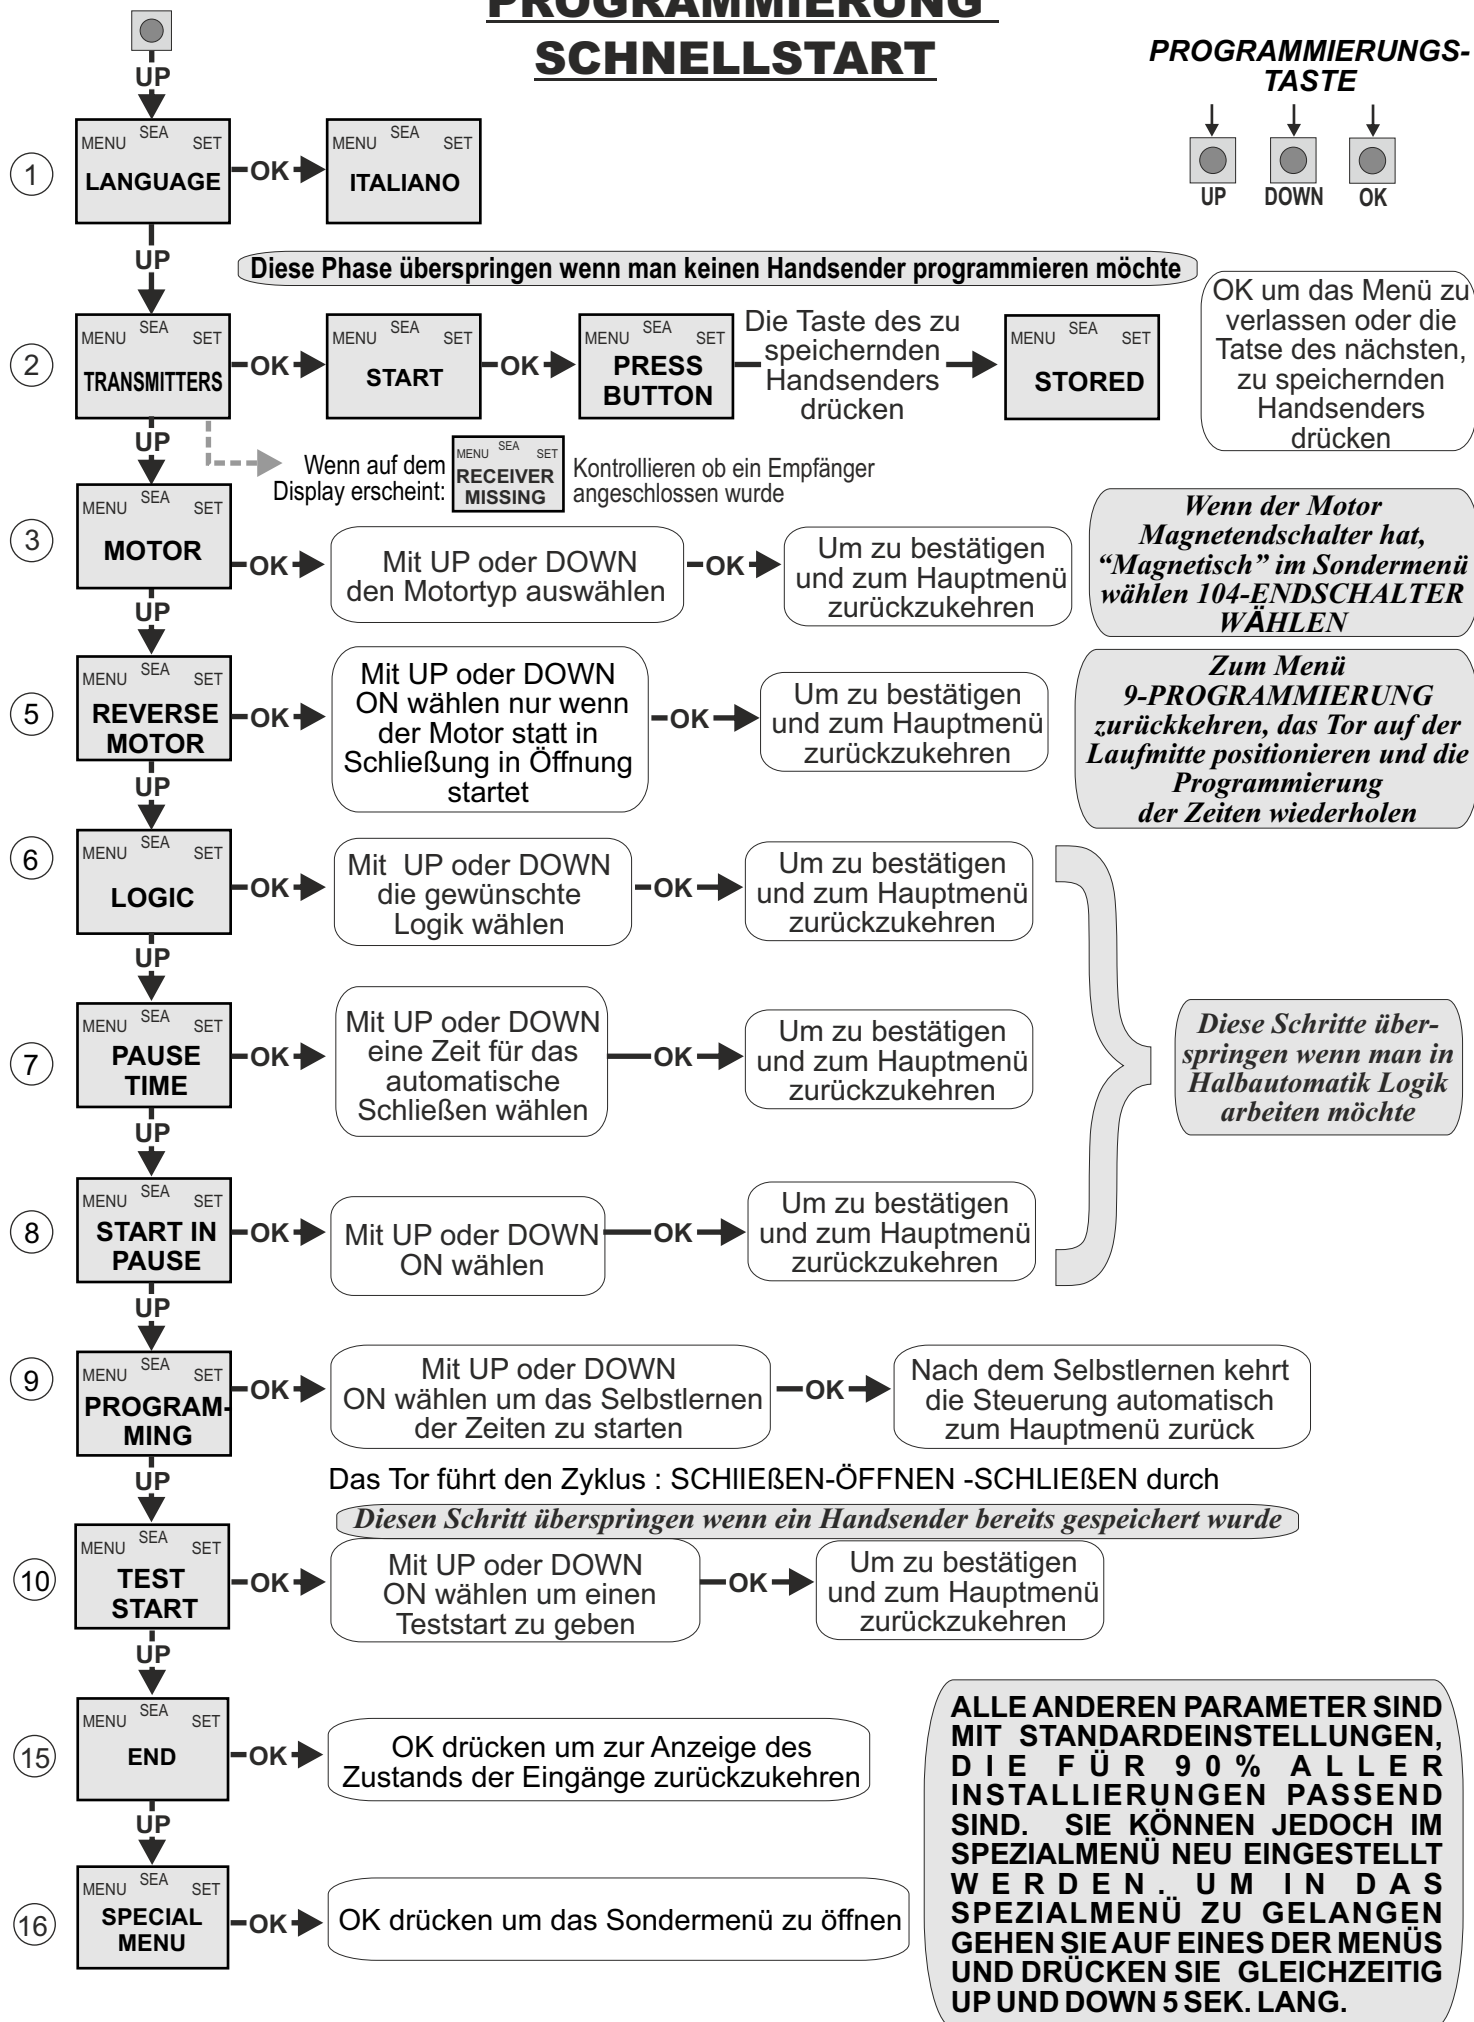 PROGRAMMIERUNG
SCHNELLSTART
PROGRAMMIERUNGS-
TASTE
UP
DOWN
OK
UP
1
MENU SEA SET
LANGUAGE
OK
MENU SEA SET
ITALIANO
UP
Diese Phase überspringen wenn man keinen Handsender programmieren möchte
2
MENU SEA SET
TRANSMITTERS
OK
MENU SEA SET
START
OK
MENU SEA SET
PRESS
BUTTON
Die Taste des zu
speichernden
Handsenders
drücken
MENU SEA SET
STORED
OK um das Menü zu
verlassen oder die
Tatse des nächsten,
zu speichernden
Handsenders
drücken
UP
Wenn auf dem
Display erscheint:
MENU SEA SET
RECEIVER
MISSING
Kontrollieren ob ein Empfänger
angeschlossen wurde
3
MENU SEA SET
MOTOR
OK
Mit UP oder DOWN
den Motortyp auswählen
OK
Um zu bestätigen
und zum Hauptmenü
zurückzukehren
Wenn der Motor
Magnetendschalter hat,
“Magnetisch” im Sondermenü
wählen 104-ENDSCHALTER
WÄHLEN
UP
5
MENU SEA SET
REVERSE
MOTOR
OK
Mit UP oder DOWN
ON wählen nur wenn
der Motor statt in
Schließung in Öffnung
startet
OK
Um zu bestätigen
und zum Hauptmenü
zurückzukehren
Zum Menü
9-PROGRAMMIERUNG
zurückkehren, das Tor auf der
Laufmitte positionieren und die
Programmierung
der Zeiten wiederholen
UP
6
MENU SEA SET
LOGIC
OK
Mit UP oder DOWN
die gewünschte
Logik wählen
OK
Um zu bestätigen
und zum Hauptmenü
zurückzukehren
UP
7
MENU SEA SET
PAUSE
TIME
OK
Mit UP oder DOWN
eine Zeit für das
automatische
Schließen wählen
OK
Um zu bestätigen
und zum Hauptmenü
zurückzukehren
Diese Schritte über-
springen wenn man in
Halbautomatik Logik
arbeiten möchte
UP
8
MENU SEA SET
START IN
PAUSE
OK
Mit UP oder DOWN
ON wählen
OK
Um zu bestätigen
und zum Hauptmenü
zurückzukehren
UP
9
MENU SEA SET
PROGRAM-
MING
OK
Mit UP oder DOWN
ON wählen um das Selbstlernen
der Zeiten zu starten
OK
Nach dem Selbstlernen kehrt
die Steuerung automatisch
zum Hauptmenü zurück
UP
Das Tor führt den Zyklus : SCHIIEßEN-ÖFFNEN -SCHLIEßEN durch
Diesen Schritt überspringen wenn ein Handsender bereits gespeichert wurde
10
MENU SEA SET
TEST
START
OK
Mit UP oder DOWN
ON wählen um einen
Teststart zu geben
OK
Um zu bestätigen
und zum Hauptmenü
zurückzukehren
UP
15
MENU SEA SET
END
OK
OK drücken um zur Anzeige des
Zustands der Eingänge zurückzukehren
UP
16
MENU SEA SET
SPECIAL
MENU
OK
OK drücken um das Sondermenü zu öffnen
ALLE ANDEREN PARAMETER SIND
MIT STANDARDEINSTELLUNGEN,
DIE FÜR 90% ALLER
INSTALLIERUNGEN PASSEND
SIND. SIE KÖNNEN JEDOCH IM
SPEZIALMENÜ NEU EINGESTELLT
WERDEN. UM IN DAS
SPEZIALMENÜ ZU GELANGEN
GEHEN SIE AUF EINES DER MENÜS
UND DRÜCKEN SIE GLEICHZEITIG
UP UND DOWN 5 SEK. LANG.